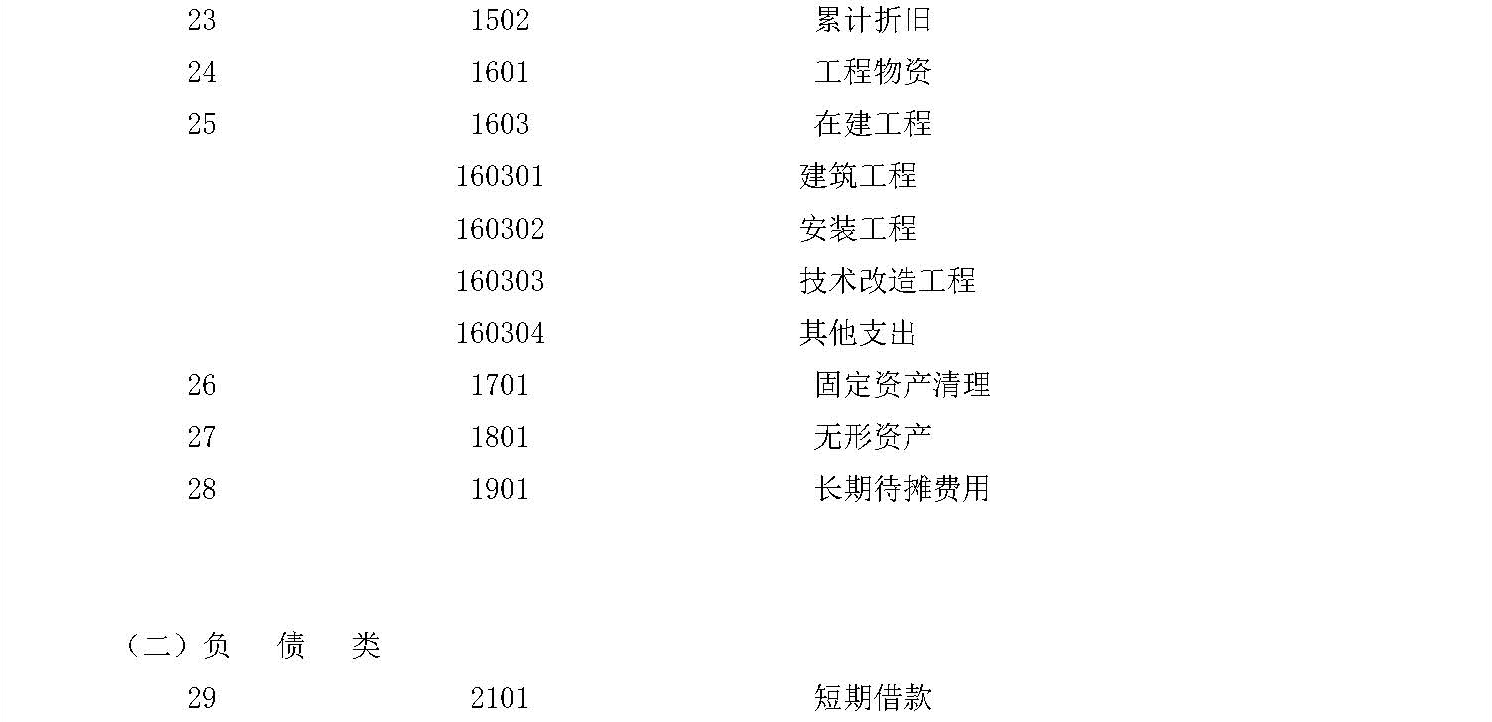 23 1502 累计折旧
24 1601 工程物资
25 1603 在建工程
160301 建筑工程
160302 安装工程
160303 技术改造工程
160304 其他支出
26 1701 固定资产清理
27 1801 无形资产
28 1901 长期待摊费用
（二）负 债 类
29 2101 短期借款